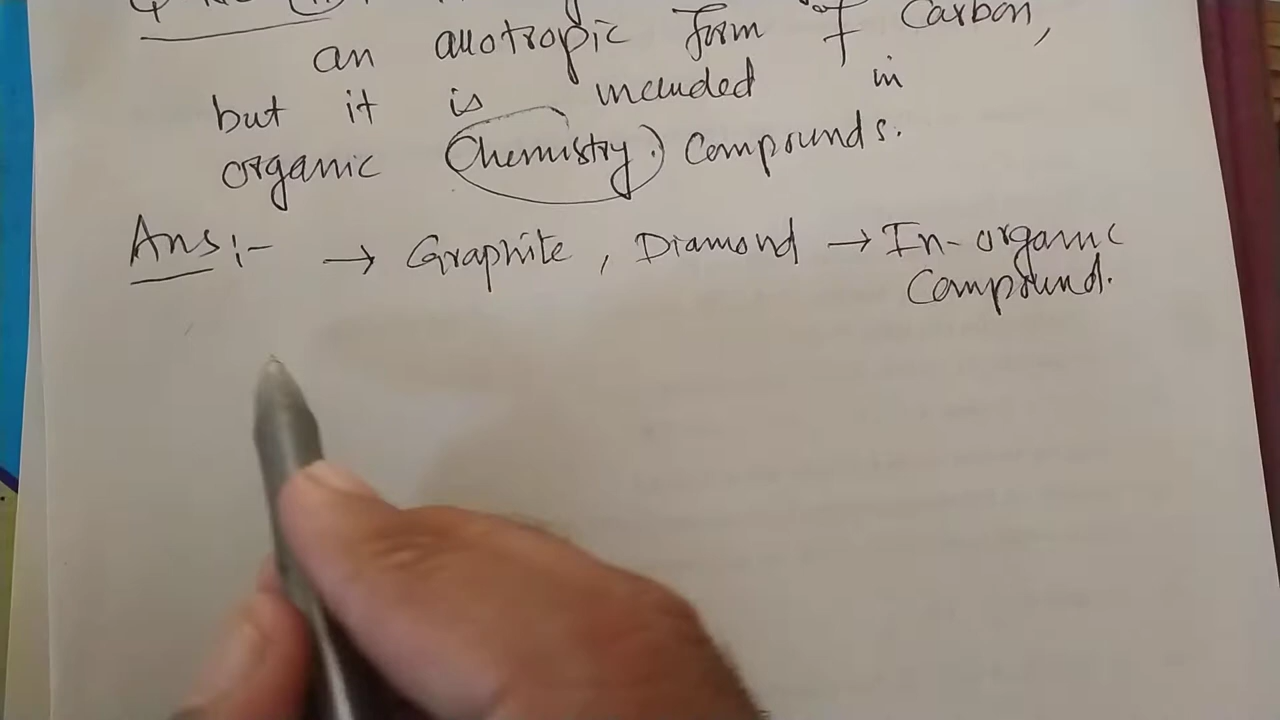 an allotropic form of Carbon,
but it is included in
organic Chemistry.) Compounds.
Ans:- → Graphite, Diamond → In-organic
Compound.